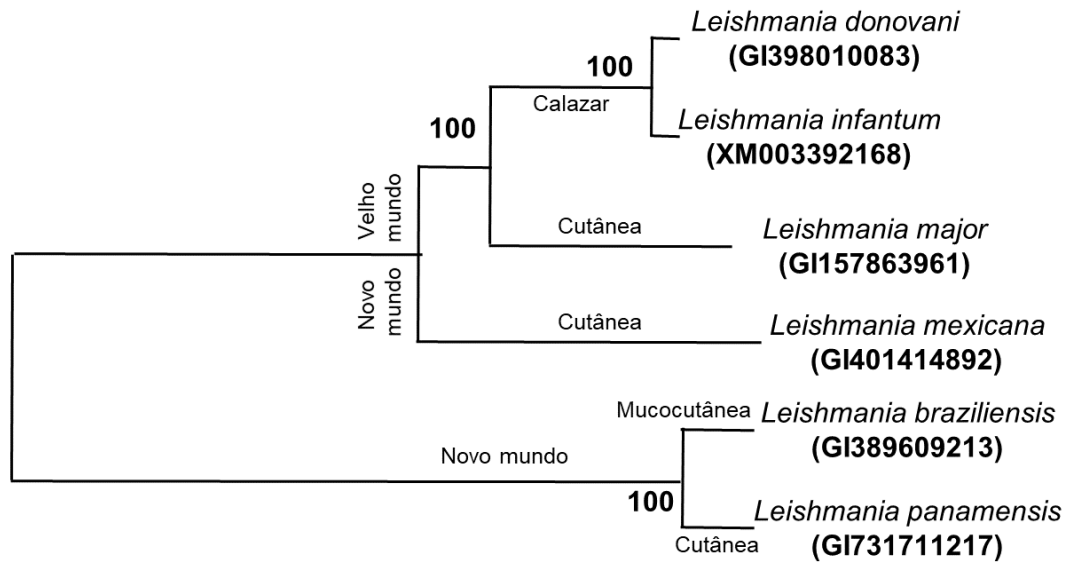 Leishmania donovani
(GI398010083)
100
Calazar
Leishmania infantum
(XM003392168)
100
Velho
mundo
Cutânea
Leishmania major
(GI157863961)
Novo
mundo
Cutânea
Leishmania mexicana
(GI401414892)
Mucocutânea
Leishmania braziliensis
(GI389609213)
Novo mundo
100
Leishmania panamensis
(GI731711217)
Cutânea